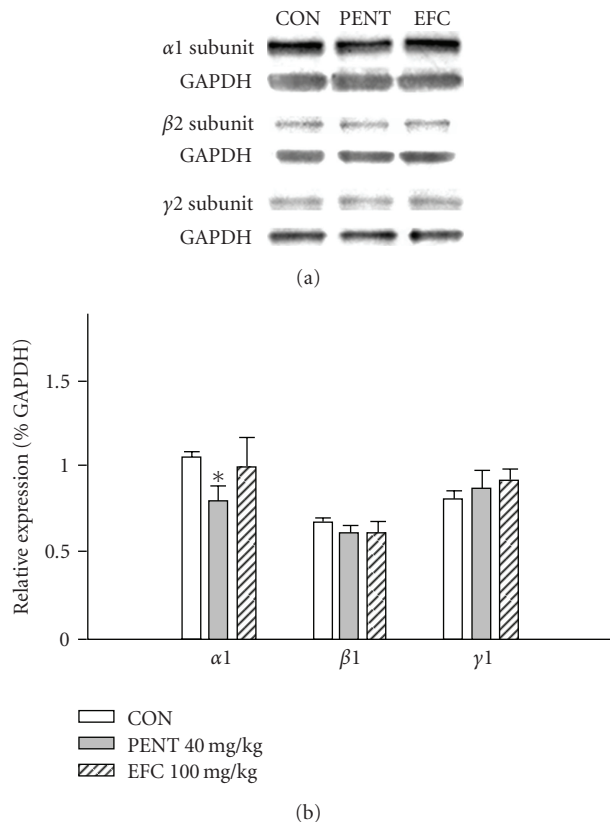 CON PENT EFC
α1 subunit
GAPDH
β2 subunit
GAPDH
γ2 subunit
GAPDH
(a)
Relative expression (% GAPDH)
1.5
1
0.5
0
*
α1 β1 γ1
CON
PENT 40 mg/kg
EFC 100 mg/kg
(b)